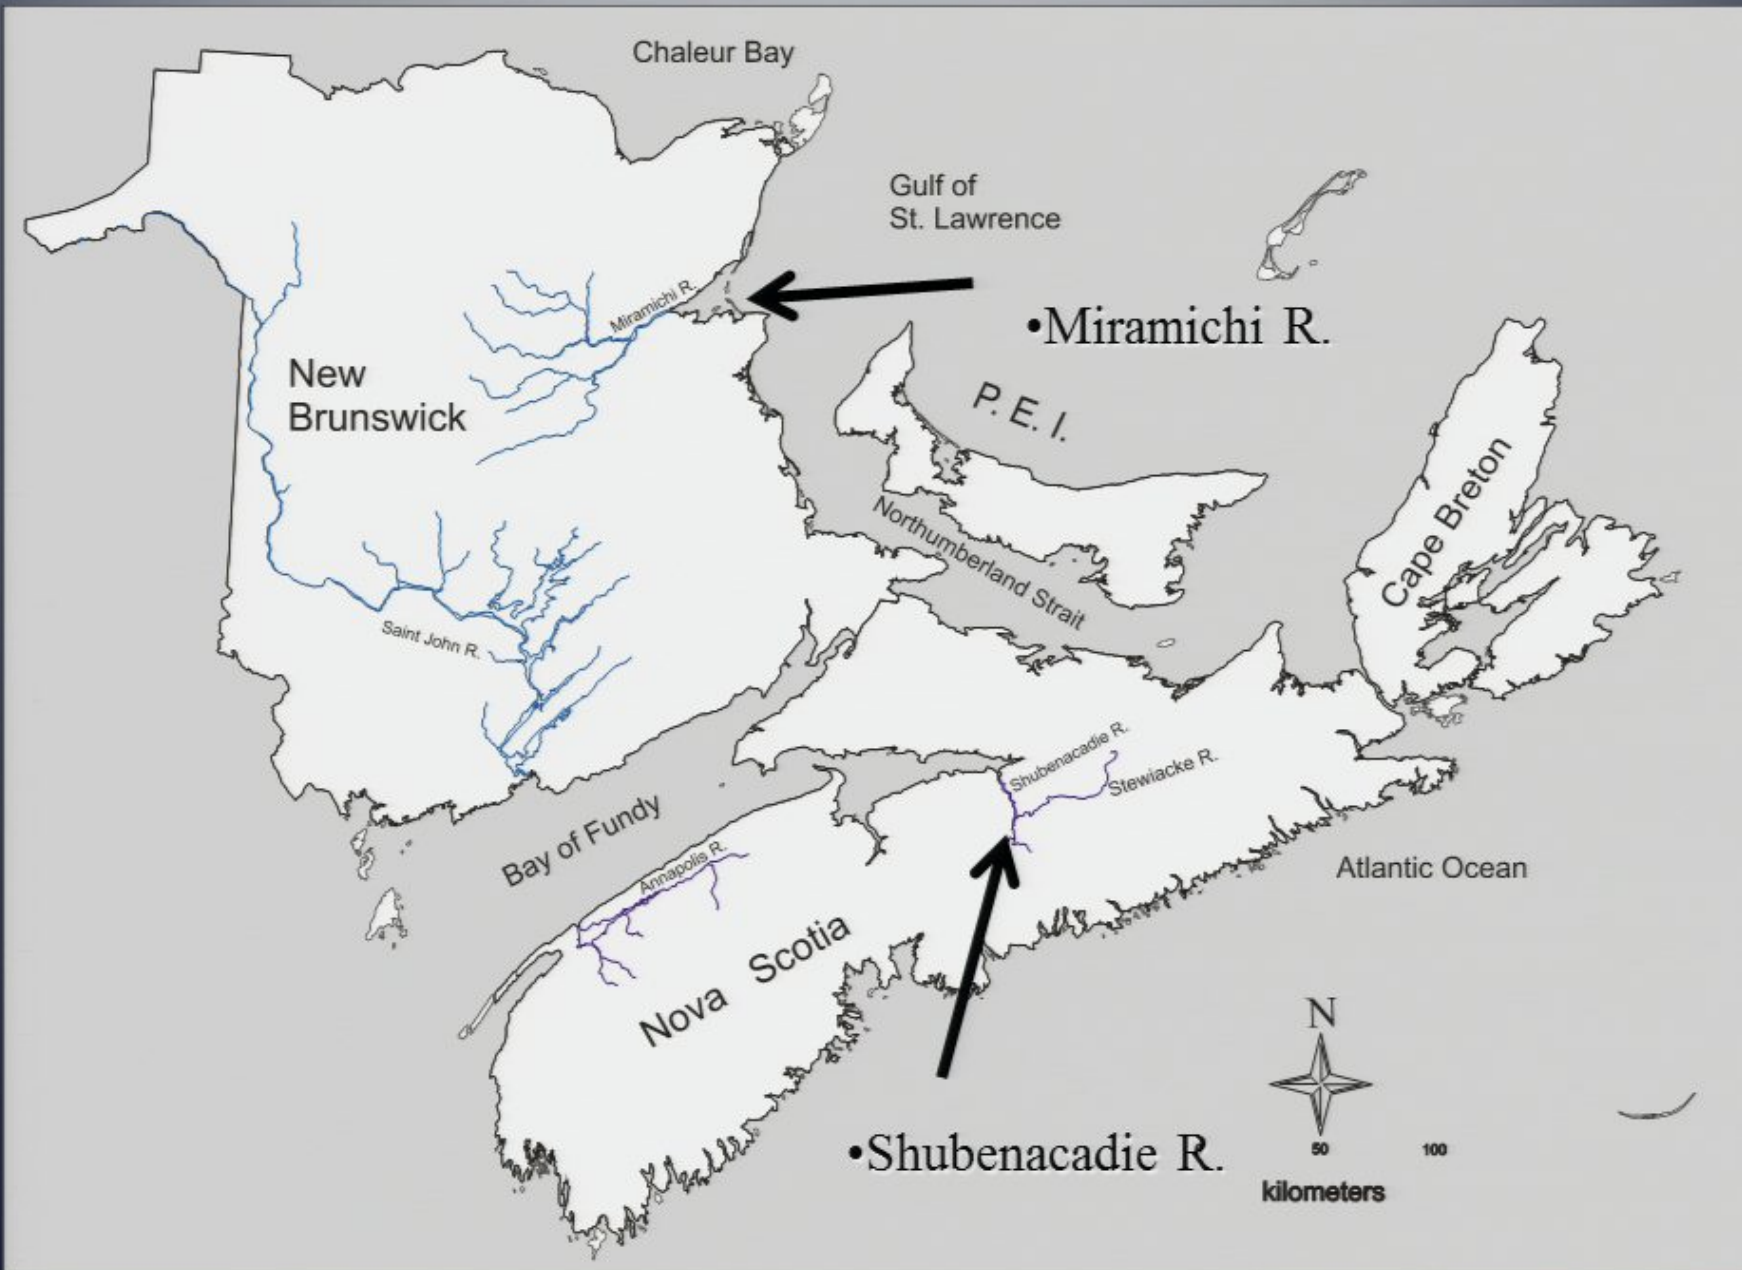 Chaleur Bay
Gulf of
St. Lawrence
Miramichi R.
•Miramichi R.
New
Brunswick
P. E. I.
Cape Breton
Northumberland Strait
Saint John R.
Shubenacadie R.
Stewiacke R.
Bay of Fundy
Annapolis R.
Atlantic Ocean
Nova Scotia
N
•Shubenacadie R.
50 100
kilometers